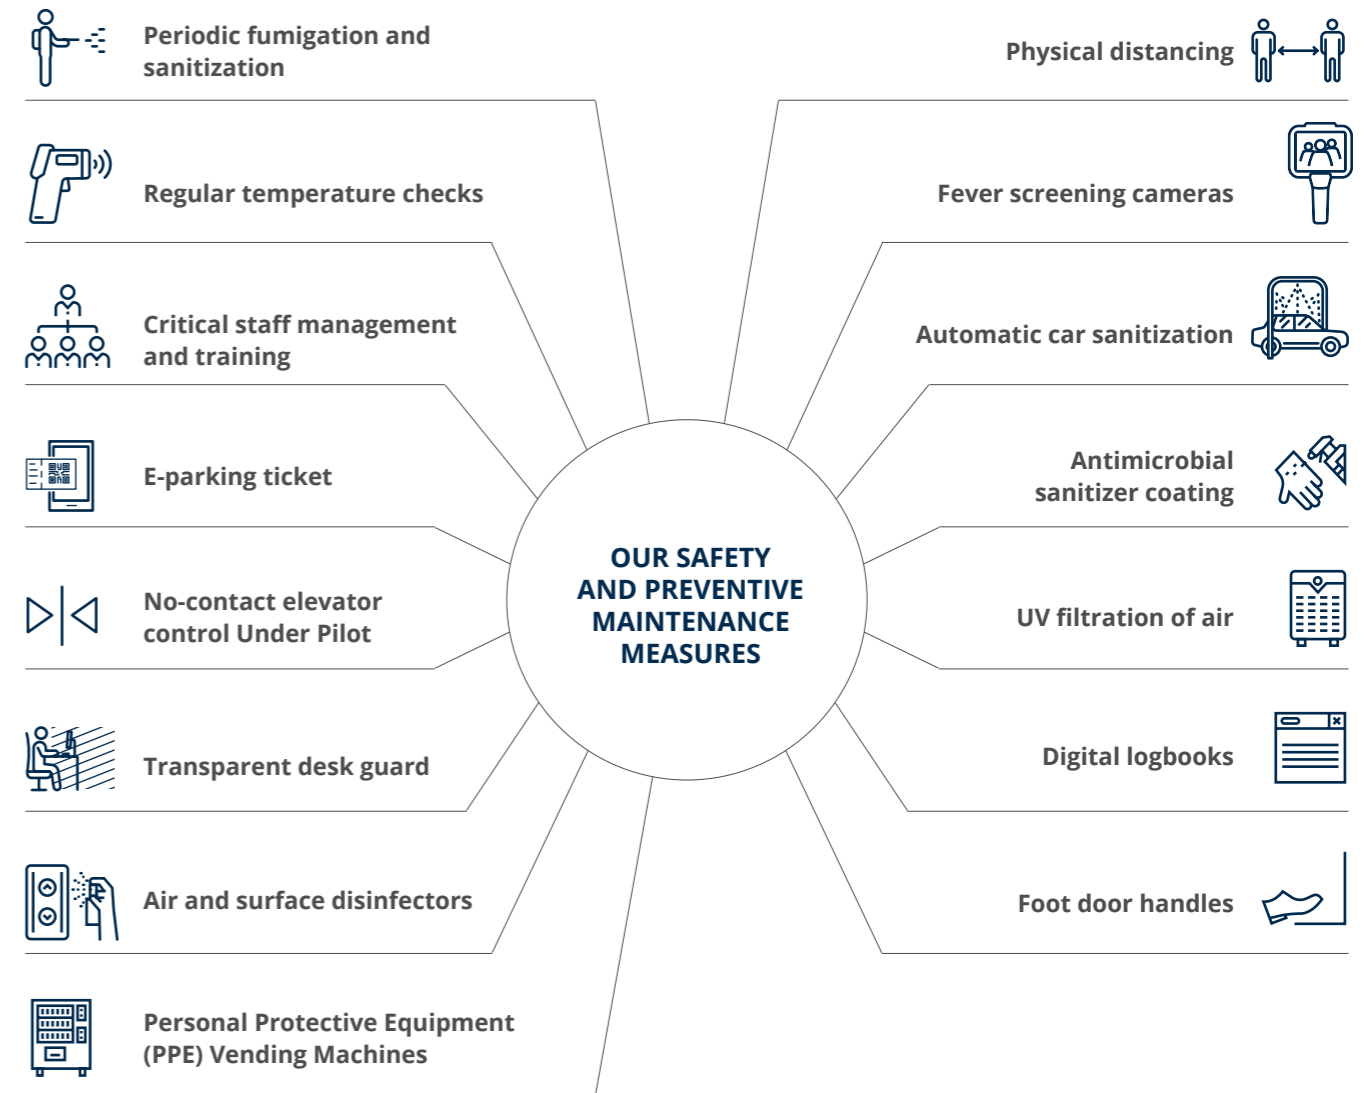 Periodic fumigation and
sanitization
Regular temperature checks
Critical staff management
and training
E-parking ticket
No-contact elevator
control Under Pilot
Transparent desk guard
Air and surface disinfectors
Personal Protective Equipment
(PPE) Vending Machines
OUR SAFETY
AND PREVENTIVE
MAINTENANCE
MEASURES
Physical distancing
Fever screening cameras
Automatic car sanitization
Antimicrobial
sanitizer coating
UV filtration of air
Digital logbooks
Foot door handles